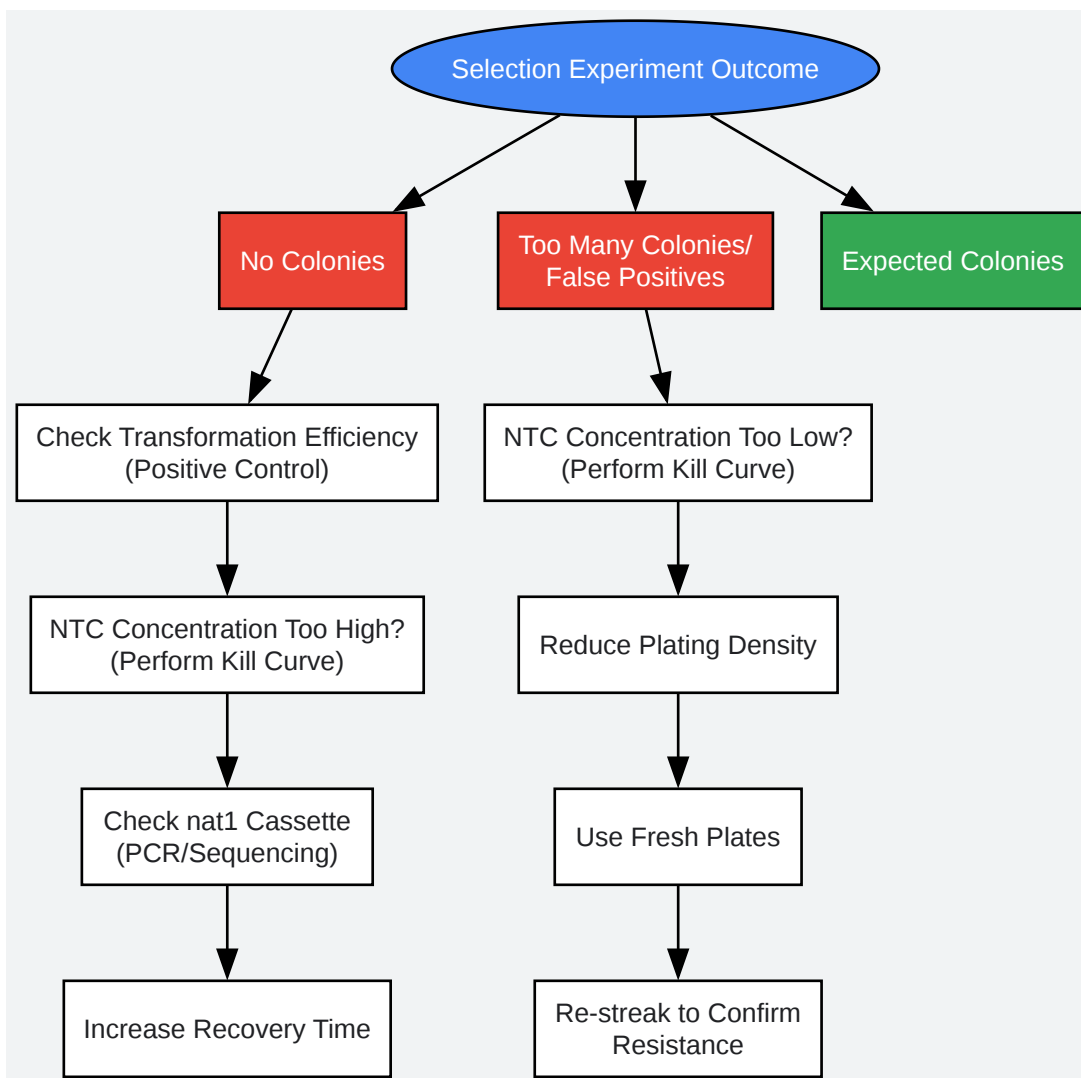 Selection Experiment Outcome
No Colonies
Too Many Colonies/
False Positives
Expected Colonies
Check Transformation Efficiency
(Positive Control)
NTC Concentration Too Low?
(Perform Kill Curve)
NTC Concentration Too High?
(Perform Kill Curve)
Reduce Plating Density
Check nat1 Cassette
(PCR/Sequencing)
Use Fresh Plates
Increase Recovery Time
Re-streak to Confirm
Resistance